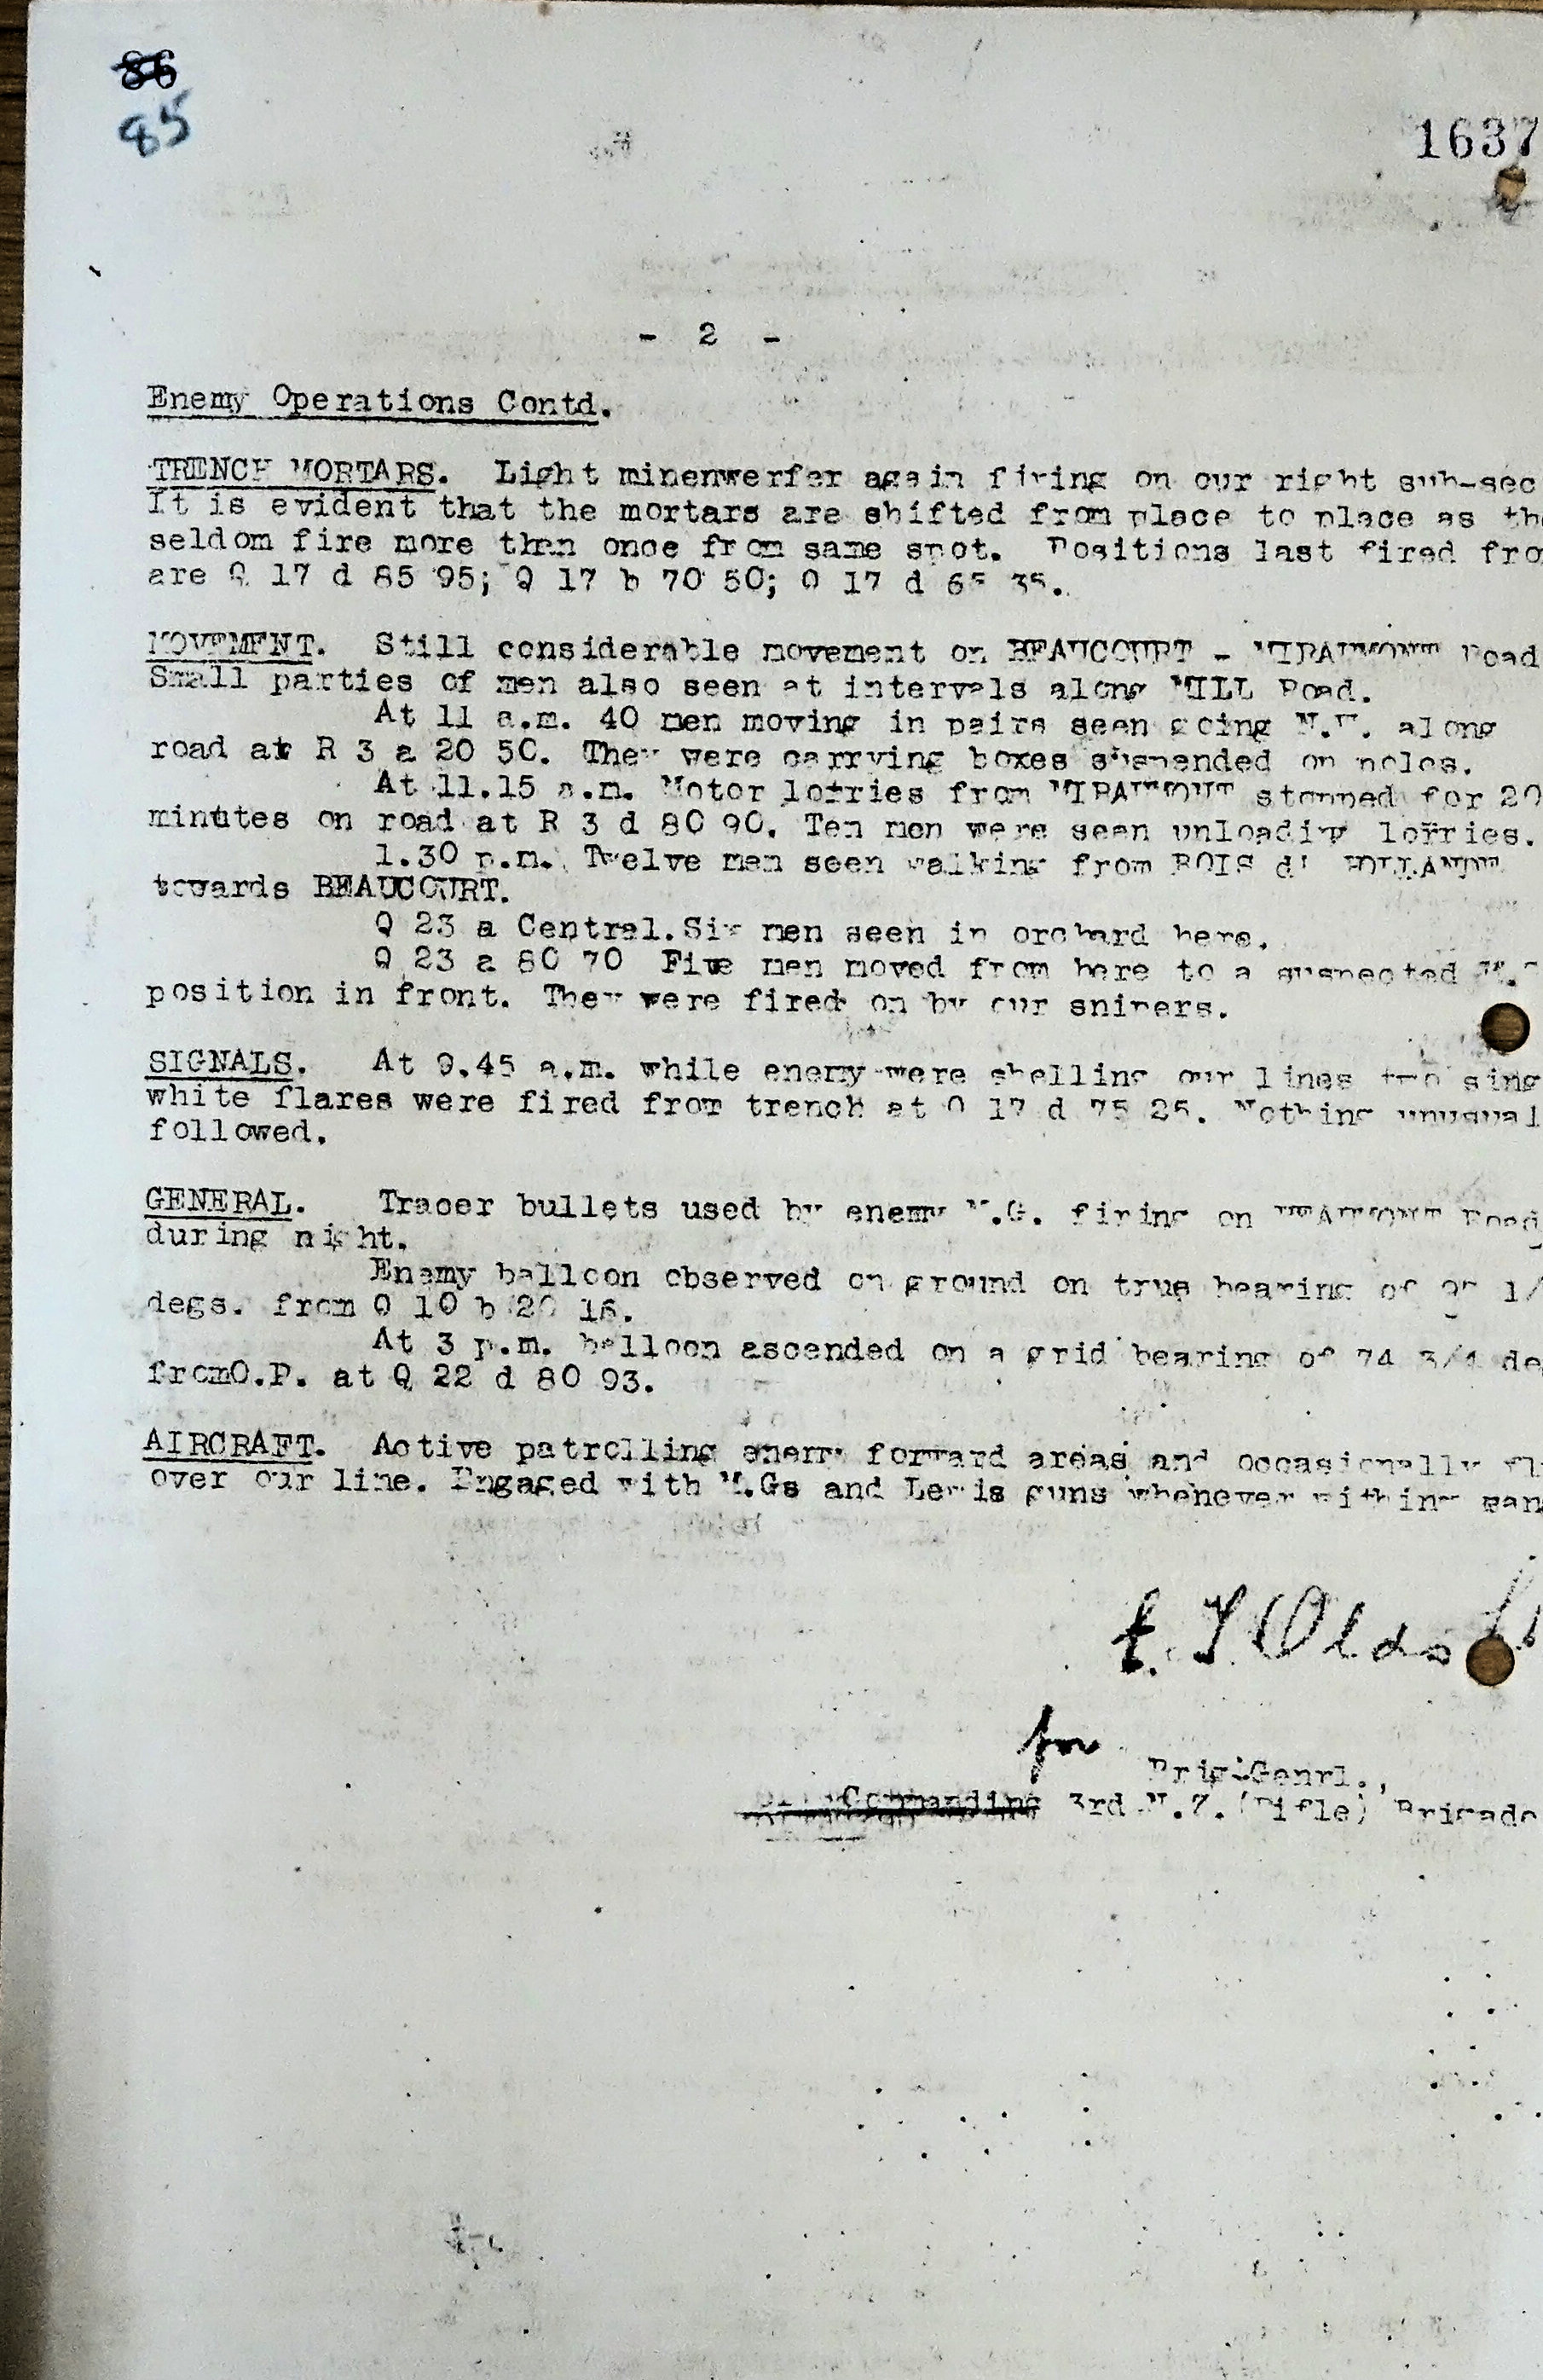 86
85
1637
- 2 -
Enemy Operations Contd.
TRENCH MORTARS. Light minenwerfer again firing on our right sub-sec
It is evident that the mortars are shifted from place to place as the
seldom fire more than once from same spot. Positions last fired fro
are Q 17 d 85 95; Q 17 b 70 50; Q 17 d 65 35.
MOVEMENT. Still considerable movement on BEAUCOURT - MIRAUMONT Road
Small parties of men also seen at intervals along MILL Road.
At 11 a.m. 40 men moving in pairs seen going along
road at R 3 a 20 50. They were carrying boxes suspended on poles.
At 11.15 a.m. Motor lorries from MIRAUMONT stopped for 20
minutes on road at R 3 d 80 90. Ten men were seen unloading lorries.
1.30 p.m. Twelve men seen walking from BOIS d' HOLLANDE
towards BEAUCOURT.
Q 23 a Central. Six men seen in orchard here.
Q 23 a 80 70 Five men moved from here to a suspected M.G
position in front. They were fired on by our snipers.
SIGNALS. At 9.45 a.m. while enemy were shelling our lines two sing
white flares were fired from trench at Q 17 d 75 25. Nothing unusual
followed.
GENERAL. Tracer bullets used by enemy M.G. firing on Road
during night.
Enemy balloon observed on ground on true bearing of
degs. from Q 10 b 20 15.
At 3 p.m. balloon ascended on a grid bearing of 74 3/4 de
fromO.P. at Q 22 d 80 93.
AIRCRAFT. Active patrolling enemy forward areas and occasionally fl
over our line. Engaged with M.Gs and Lewis guns whenever within ran
Olds
for
Brig-Genrl.,
Commanding 3rd N.Z. (Rifle) Brigade